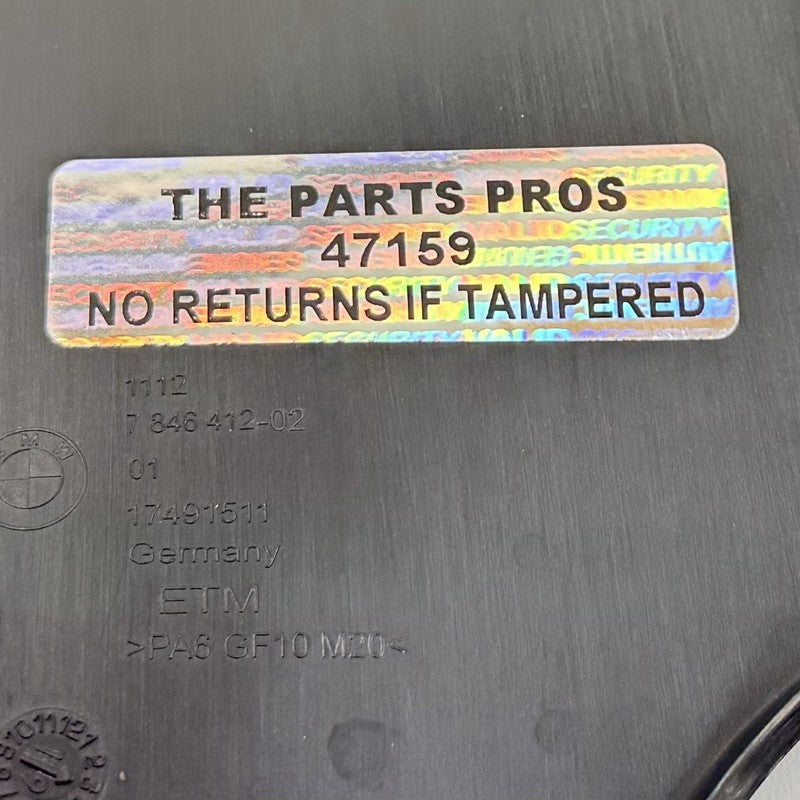 THE PARTS PROS
47159
NO RETURNS IF TAMPERED
1112
7 846 412-02
BMW
01
17491511
Germany
ETM
>PA6 GF10 M20<